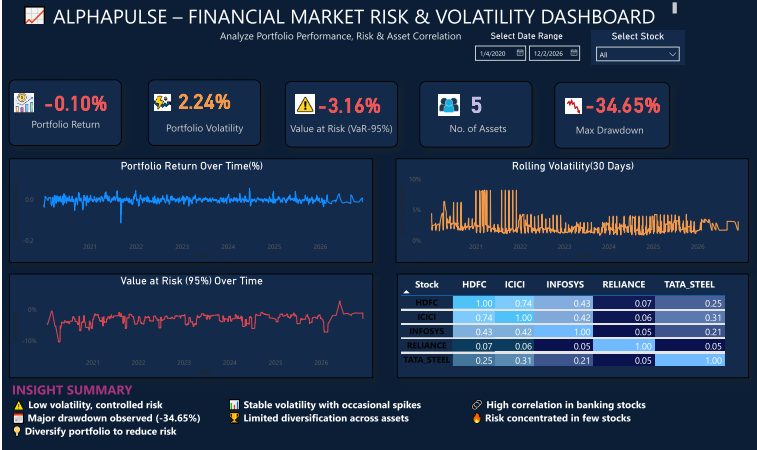 ALPHAPULSE – FINANCIAL MARKET RISK & VOLATILITY DASHBOARD
Analyze Portfolio Performance, Risk & Asset Correlation
Select Date Range
1/4/2020 12/2/2026
Select Stock
All
-0.10%
Portfolio Return
2.24%
Portfolio Volatility
-3.16%
Value at Risk (VaR-95%)
5
No. of Assets
-34.65%
Max Drawdown
Portfolio Return Over Time(%)
0.0
-0.2
2021 2022 2023 2024 2025 2026
Rolling Volatility(30 Days)
10%
5%
0%
2021 2022 2023 2024 2025 2026
Value at Risk (95%) Over Time
0%
-10%
2021 2022 2023 2024 2025 2026
Stock HDFC ICICI INFOSYS RELIANCE TATA_STEEL
HDFC 1.00 0.74 0.43 0.07 0.25
ICICI 0.74 1.00 0.42 0.06 0.31
INFOSYS 0.43 0.42 1.00 0.05 0.21
RELIANCE 0.07 0.06 0.05 1.00 0.05
TATA_STEEL 0.25 0.31 0.21 0.05 1.00
INSIGHT SUMMARY
Low volatility, controlled risk
Major drawdown observed (-34.65%)
Diversify portfolio to reduce risk
Stable volatility with occasional spikes
Limited diversification across assets
High correlation in banking stocks
Risk concentrated in few stocks